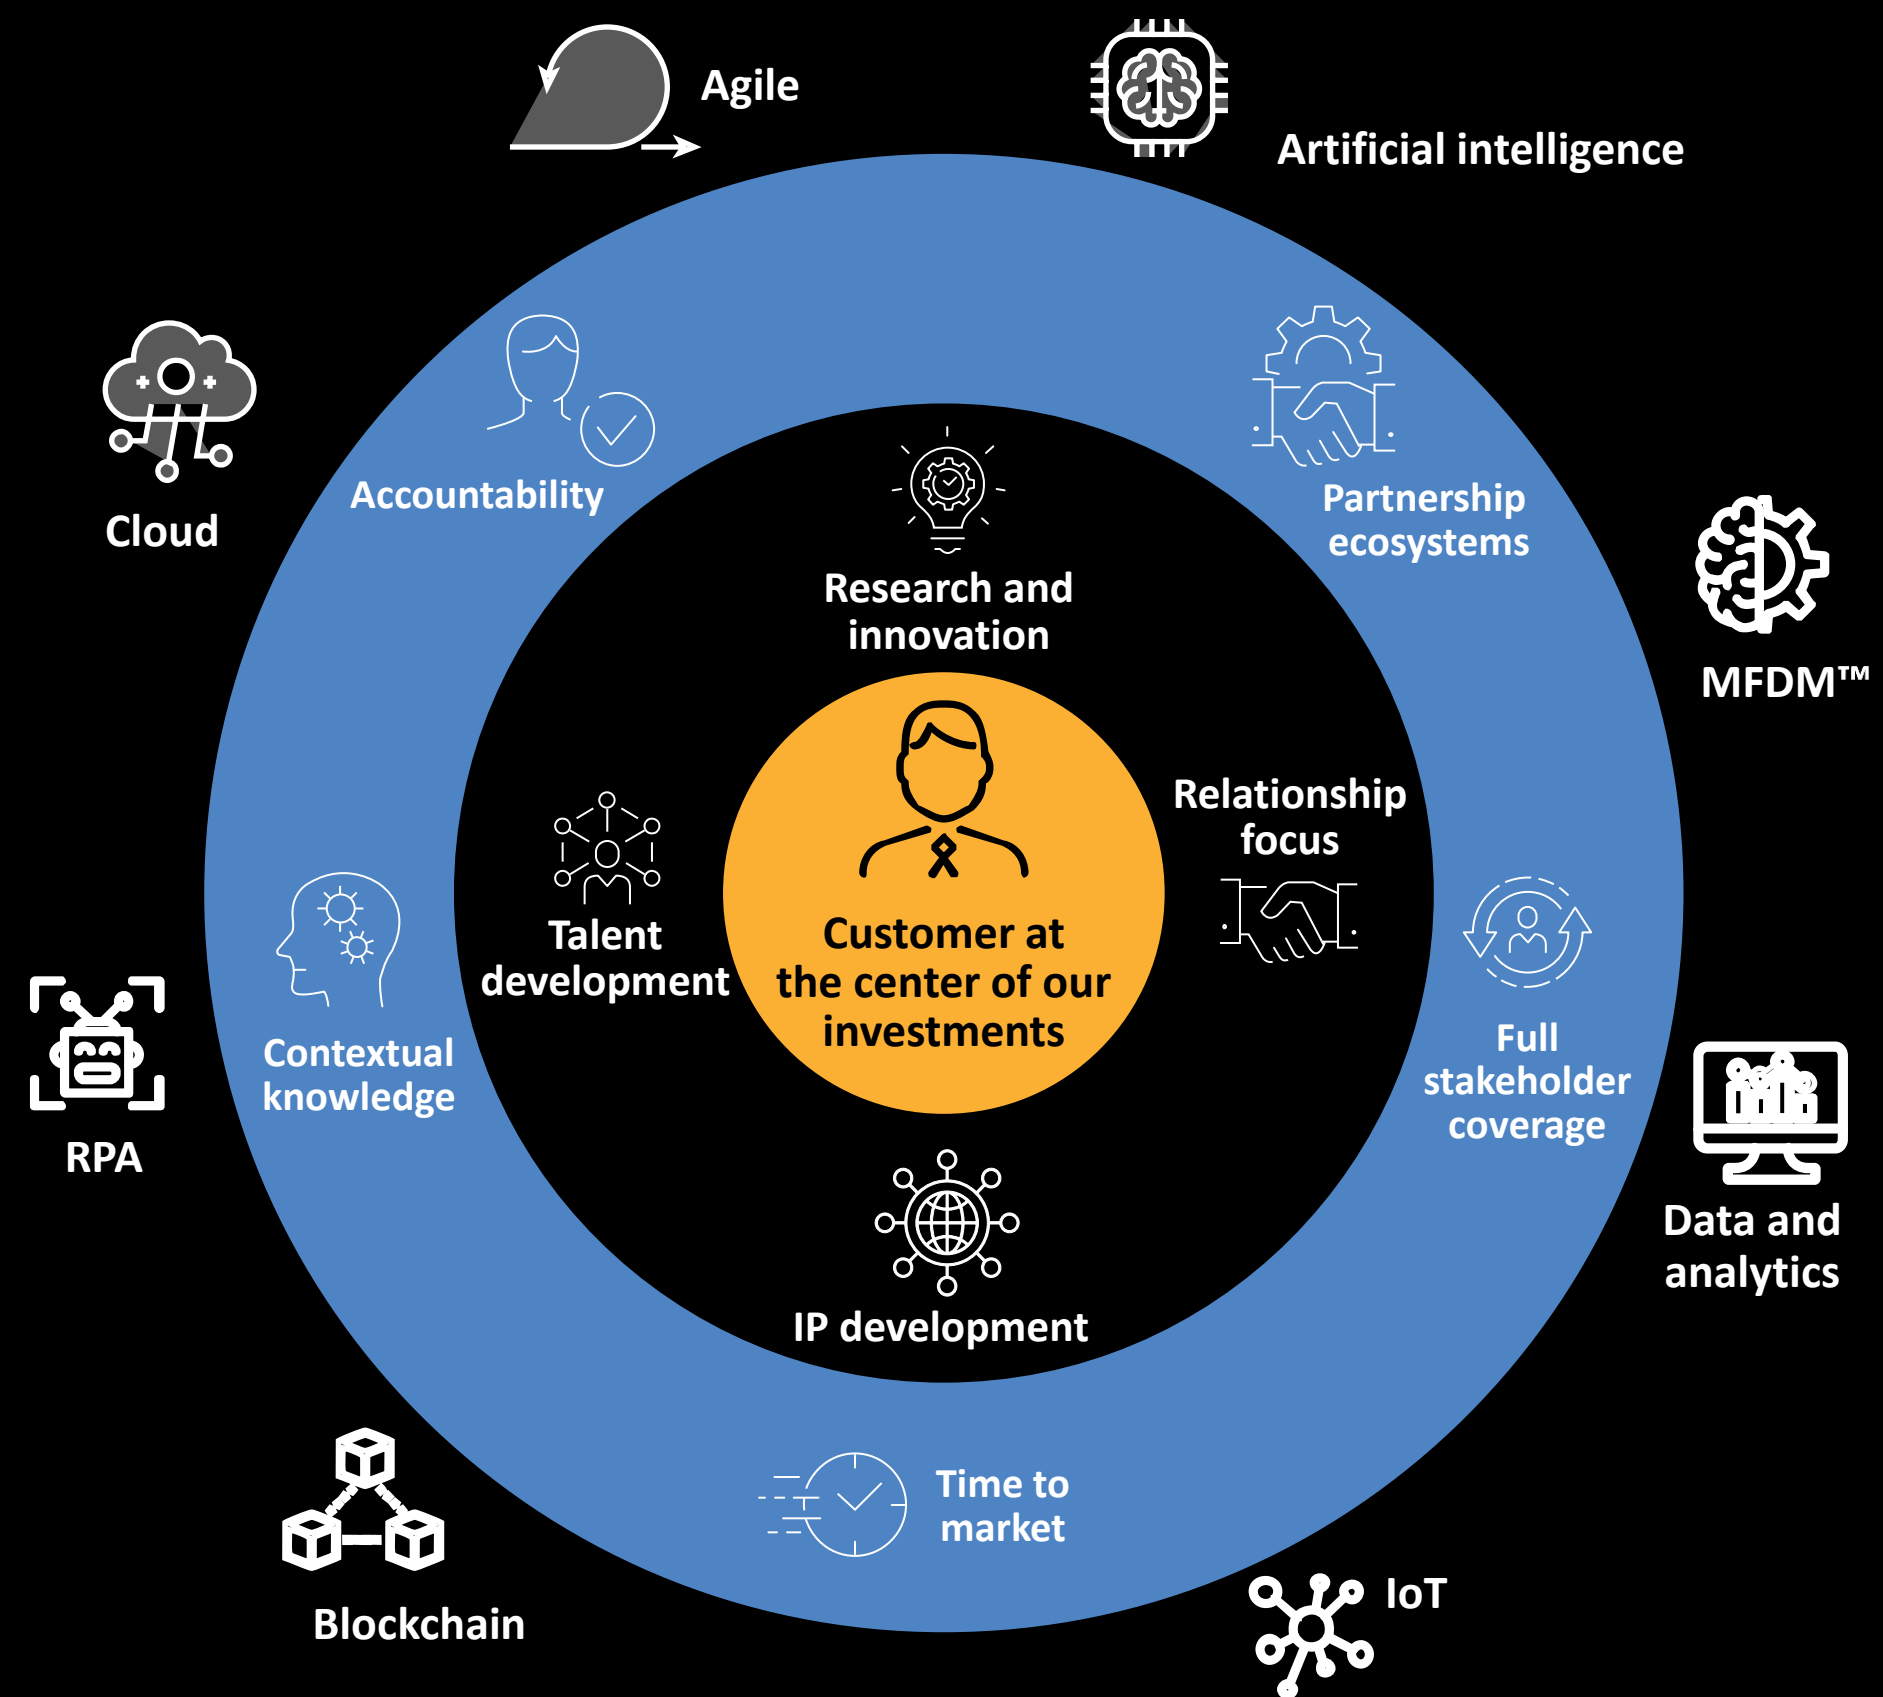 Agile
Artificial intelligence
Cloud
Accountability
Partnership
ecosystems
Research and
innovation
MFDM™
Relationship
focus
Talent
development
Customer at
the center of our
investments
Contextual
knowledge
Full
stakeholder
coverage
RPA
Data and
analytics
IP development
Time to
market
Blockchain
IoT